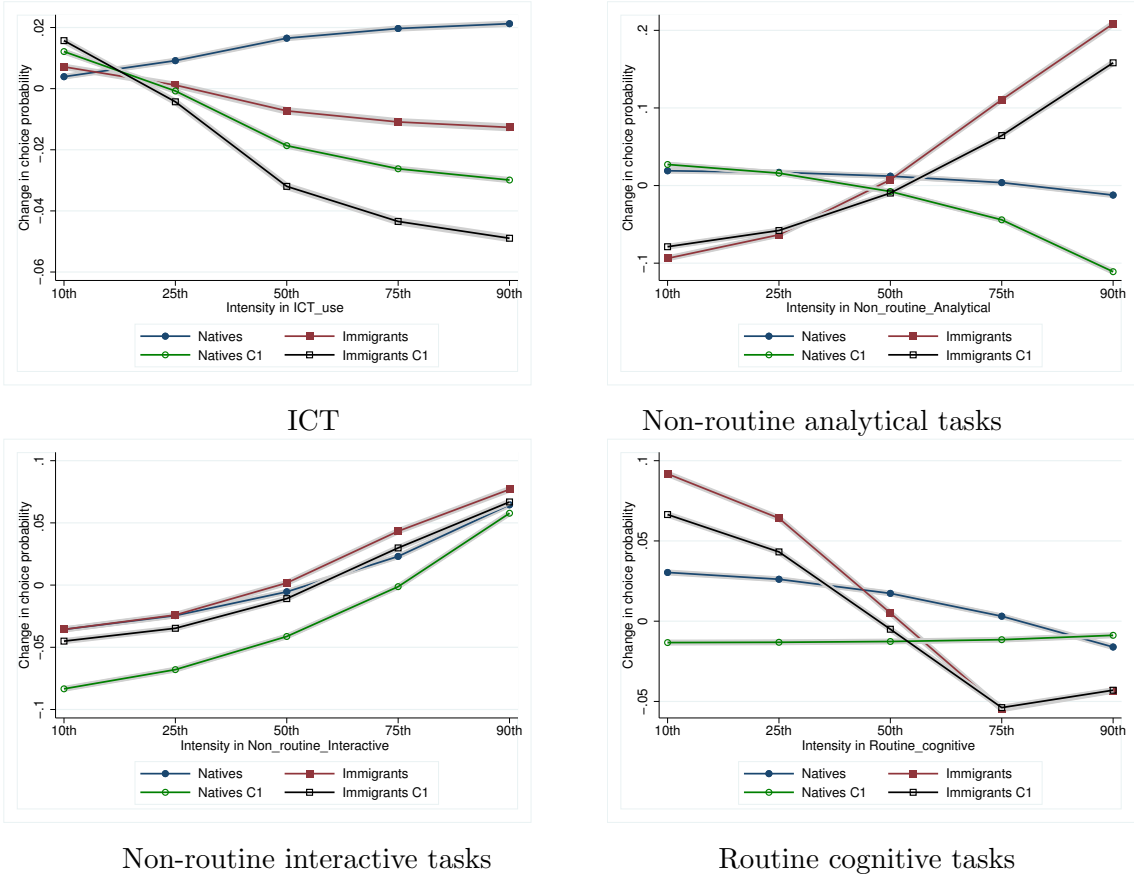 Change in choice probability
.02
0
-.02
-.04
-.06
10th 25th 50th 75th 90th
Intensity in ICT_use
Natives Immigrants
Natives C1 Immigrants C1
ICT
Change in choice probability
.2
.1
0
-.1
10th 25th 50th 75th 90th
Intensity in Non_routine_Analytical
Natives Immigrants
Natives C1 Immigrants C1
Non-routine analytical tasks
Change in choice probability
.1
.05
0
-.05
-.1
10th 25th 50th 75th 90th
Intensity in Non_routine_Interactive
Natives Immigrants
Natives C1 Immigrants C1
Non-routine interactive tasks
Change in choice probability
.1
.05
0
-.05
10th 25th 50th 75th 90th
Intensity in Routine_cognitive
Natives Immigrants
Natives C1 Immigrants C1
Routine cognitive tasks